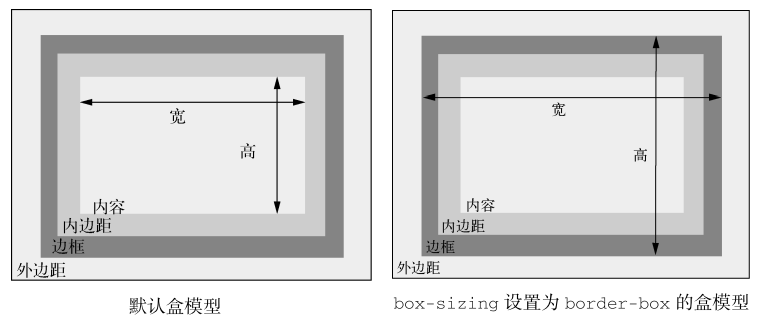 宽
高
内容
内边距
边框
外边距
默认盒模型
宽
高
内容
内边距
边框
外边距
box-sizing 设置为 border-box 的盒模型